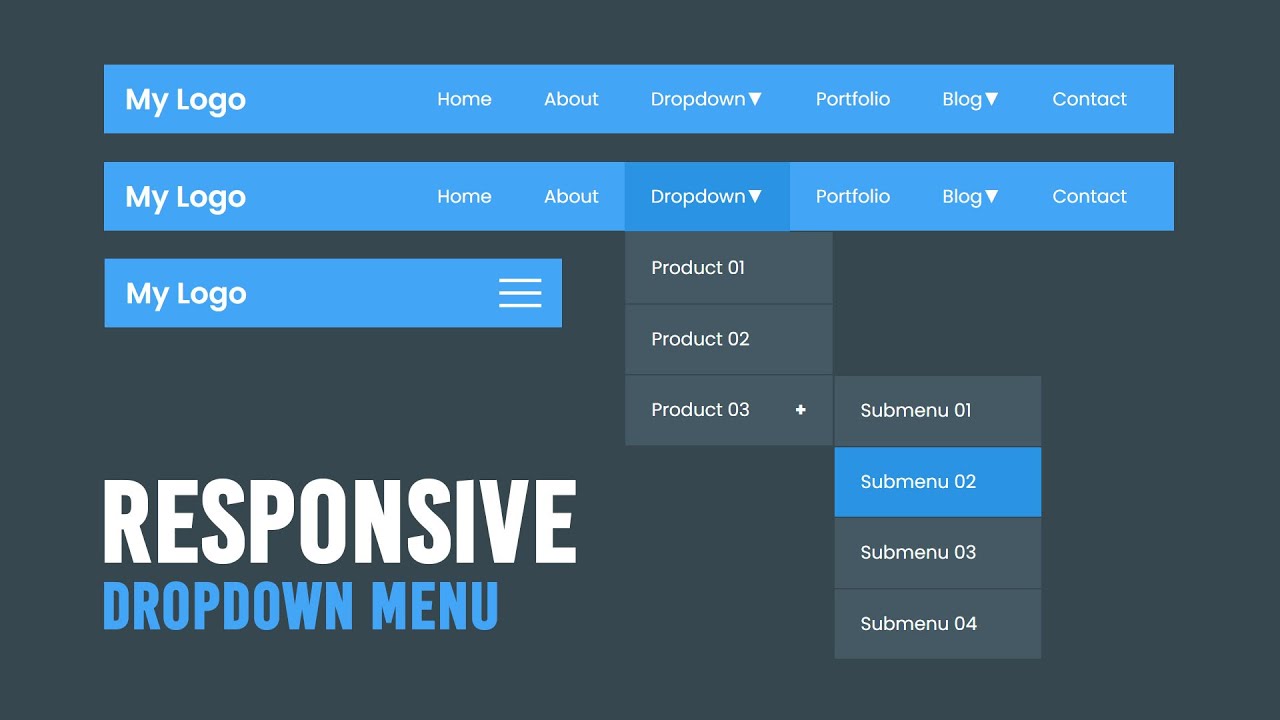 My Logo Home About Dropdown▼ Portfolio Blog▼ Contact
My Logo Home About Dropdown▼ Portfolio Blog▼ Contact
Product 01
My Logo
Product 02
Product 03 +
Submenu 01
Submenu 02
Submenu 03
Submenu 04
RESPONSIVE
DROPDOWN MENU